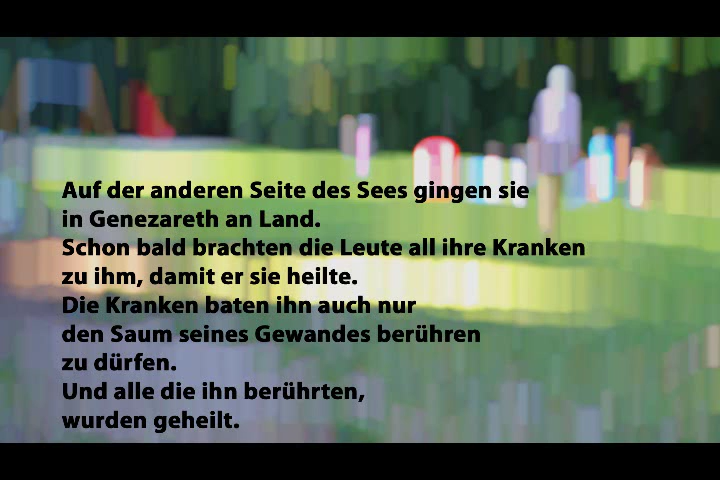 Auf der anderen Seite des Sees gingen sie
in Genezareth an Land.
Schon bald brachten die Leute all ihre Kranken
zu ihm, damit er sie heilte.
Die Kranken baten ihn auch nur
den Saum seines Gewandes berühren
zu dürfen.
Und alle die ihn berührten,
wurden geheilt.